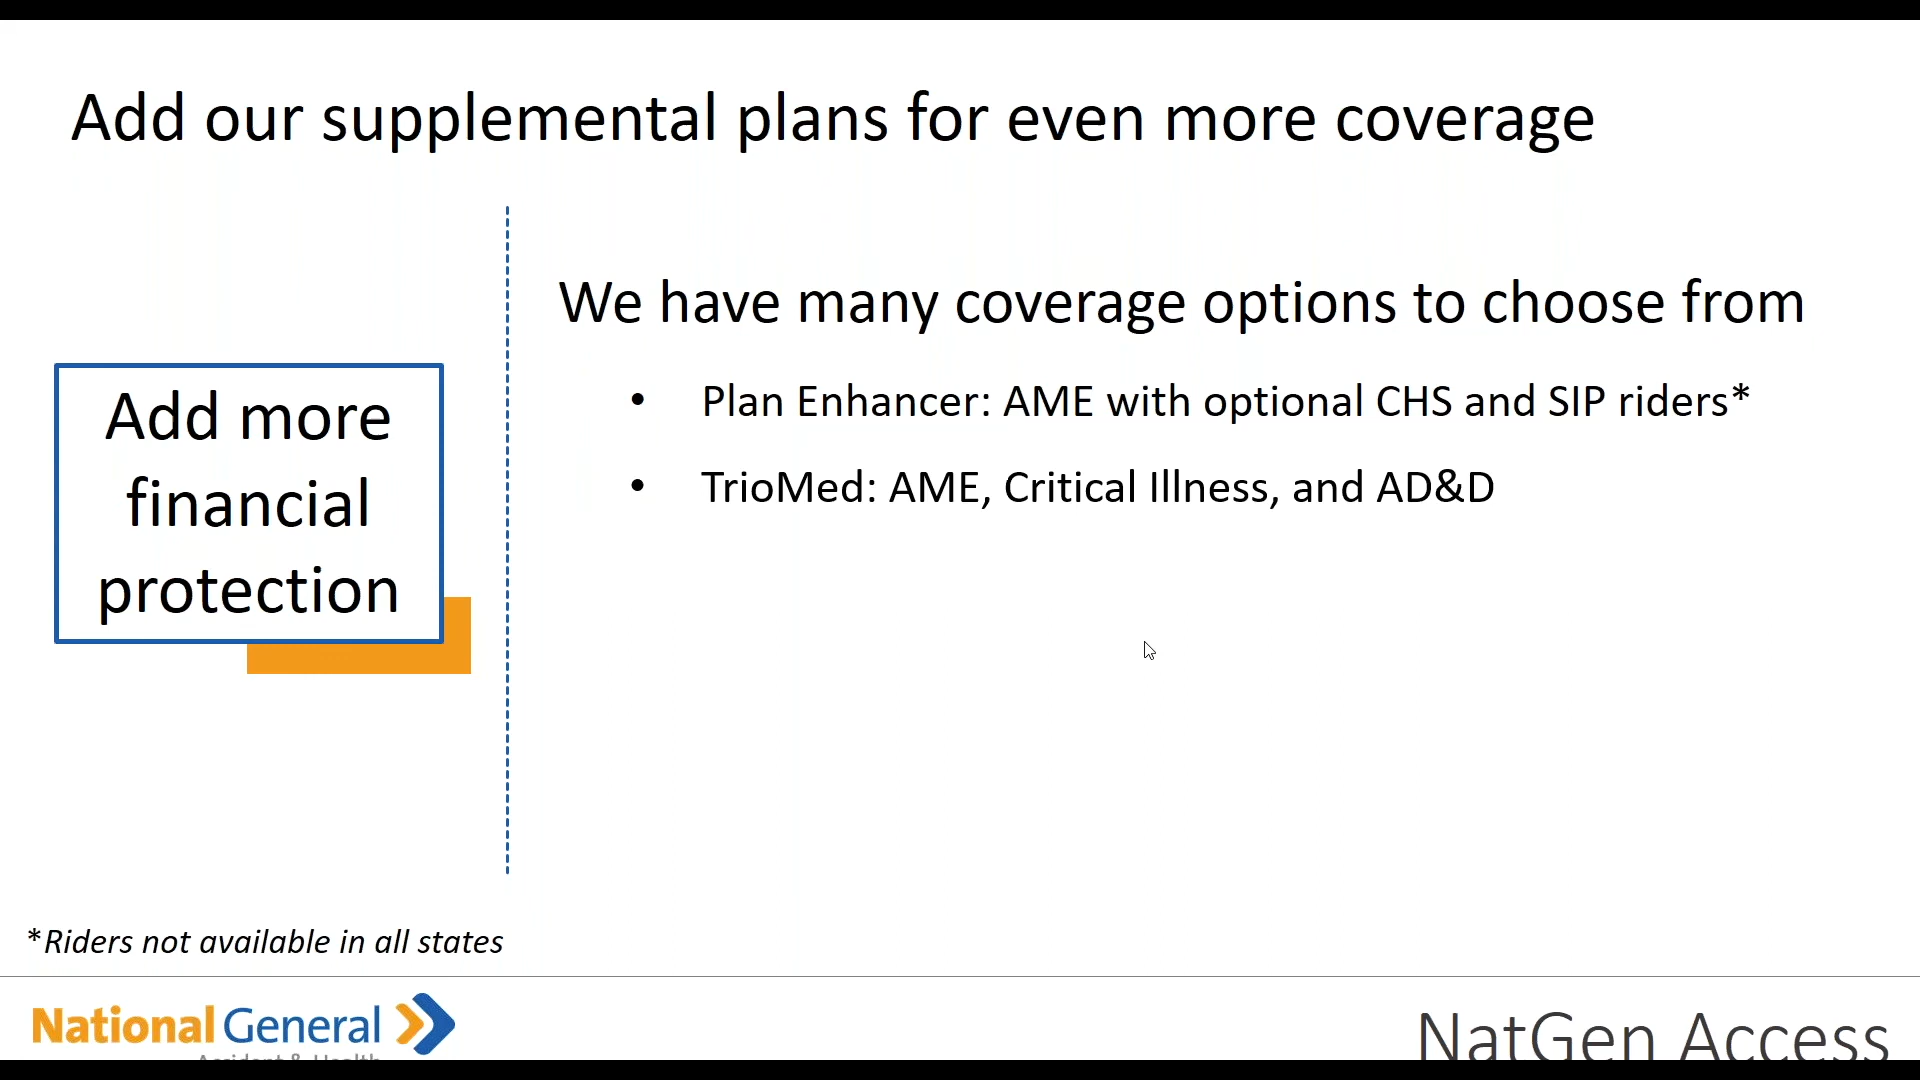 Add our supplemental plans for even more coverage
Add more
financial
protection
We have many coverage options to choose from
• Plan Enhancer: AME with optional CHS and SIP riders*
• TrioMed: AME, Critical Illness, and AD&D
*Riders not available in all states
National General
Accident & Health
NatGen Access